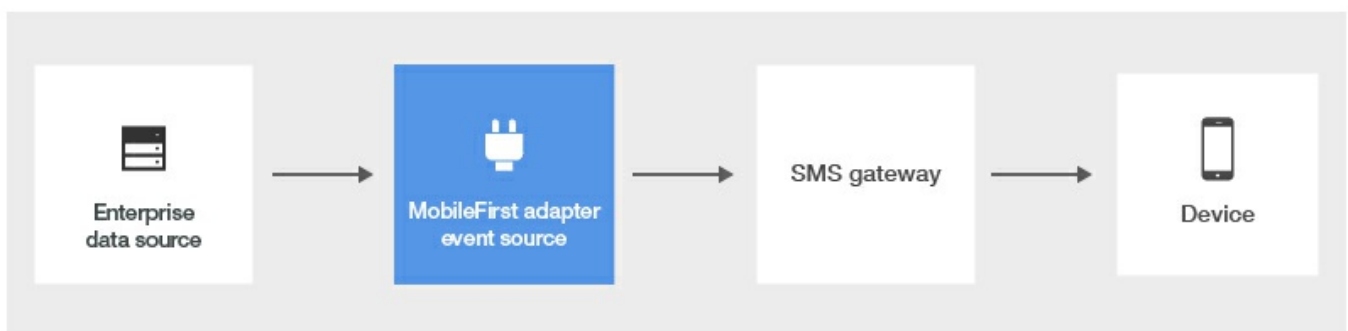 Enterprise
data source
MobileFirst adapter
event source
SMS gateway
Device